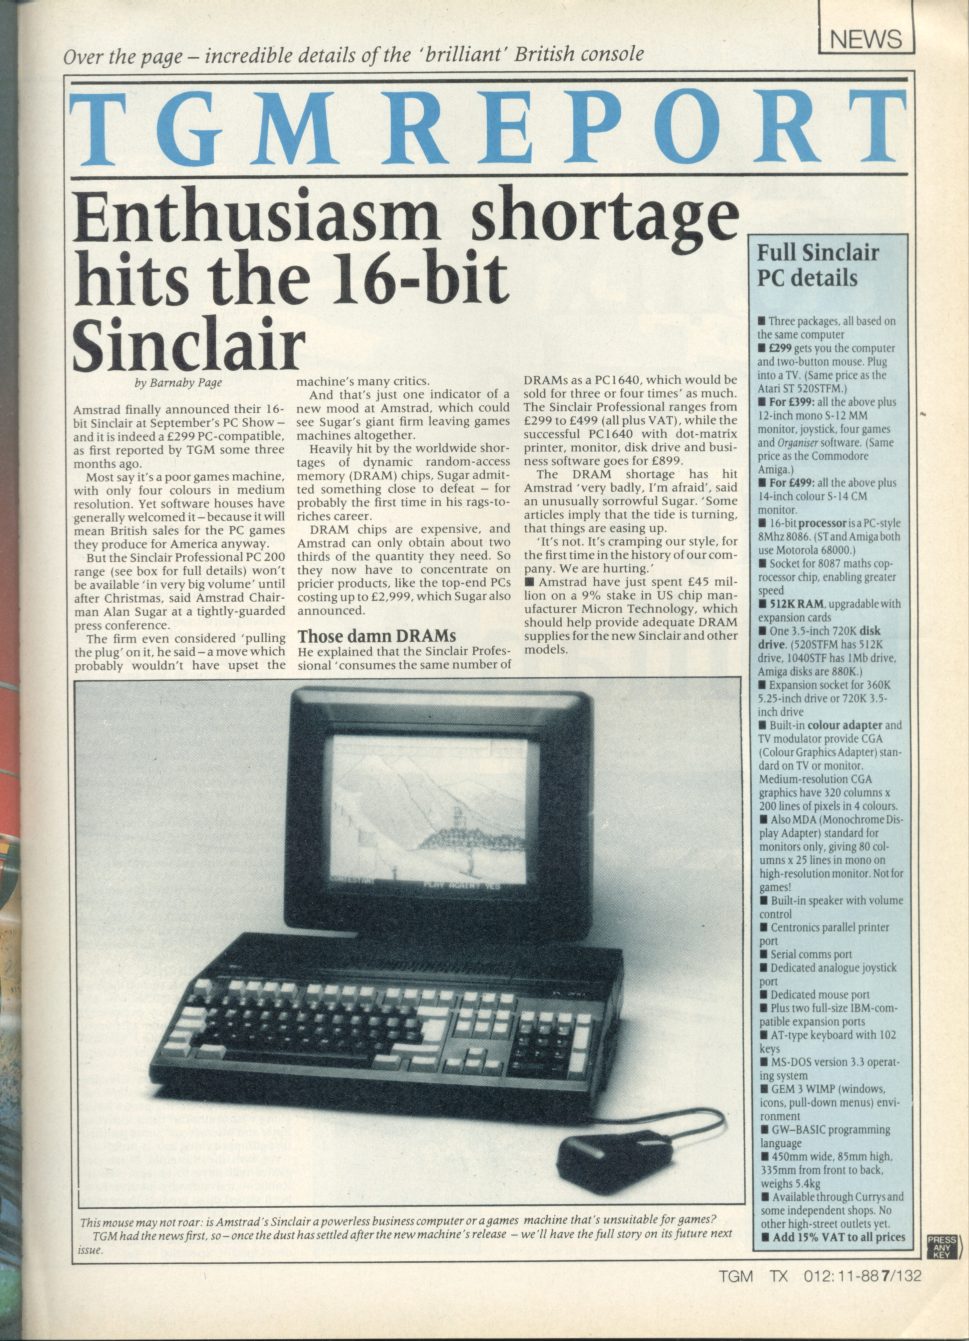 NEWS
Over the page – incredible details of the 'brilliant' British console
TGM REPORT
Enthusiasm shortage
hits the 16-bit
Sinclair
by Barnaby Page
Amstrad finally announced their 16-
bit Sinclair at September's PC Show –
and it is indeed a £299 PC-compatible,
as first reported by TGM some three
months ago.
Most say it's a poor games machine,
with only four colours in medium
resolution. Yet software houses have
generally welcomed it – because it will
mean British sales for the PC games
they produce for America anyway.
But the Sinclair Professional PC 200
range (see box for full details) won't
be available 'in very big volume' until
after Christmas, said Amstrad Chair-
man Alan Sugar at a tightly-guarded
press conference.
The firm even considered 'pulling
the plug' on it, he said – a move which
probably wouldn't have upset the
machine's many critics.
And that's just one indicator of a
new mood at Amstrad, which could
see Sugar's giant firm leaving games
machines altogether.
Heavily hit by the worldwide shor-
tages of dynamic random-access
memory (DRAM) chips, Sugar admit-
ted something close to defeat – for
probably the first time in his rags-to-
riches career.
DRAM chips are expensive, and
Amstrad can only obtain about two
thirds of the quantity they need. So
they now have to concentrate on
pricier products, like the top-end PCs
costing up to £2,999, which Sugar also
announced.
Those damn DRAMs
He explained that the Sinclair Profes-
sional 'consumes the same number of
DRAMs as a PC1640, which would be
sold for three or four times' as much.
The Sinclair Professional ranges from
£299 to £499 (all plus VAT), while the
successful PC1640 with dot-matrix
printer, monitor, disk drive and busi-
ness software goes for £899.
The DRAM shortage has hit
Amstrad 'very badly, I'm afraid', said
an unusually sorrowful Sugar. 'Some
articles imply that the tide is turning,
that things are easing up.
'It's not. It's cramping our style, for
the first time in the history of our com-
pany. We are hurting.'
■ Amstrad have just spent £45 mil-
lion on a 9% stake in US chip man-
ufacturer Micron Technology, which
should help provide adequate DRAM
supplies for the new Sinclair and other
models.
Full Sinclair
PC details
■ Three packages, all based on
the same computer
■ £299 gets you the computer
and two-button mouse. Plug
into a TV. (Same price as the
Atari ST 520STFM.)
■ For £399: all the above plus
12-inch mono S-12 MM
monitor, joystick, four games
and Organiser software. (Same
price as the Commodore
Amiga.)
■ For £499: all the above plus
14-inch colour S-14 CM
monitor.
■ 16-bit processor is a PC-style
8Mhz 8086. (ST and Amiga both
use Motorola 68000.)
■ Socket for 8087 maths cop-
rocessor chip, enabling greater
speed
■ 512K RAM, upgradable with
expansion cards
■ One 3.5-inch 720K disk
drive. (520STFM has 512K
drive, 1040STF has 1Mb drive,
Amiga disks are 880K.)
■ Expansion socket for 360K
5.25-inch drive or 720K 3.5-
inch drive
■ Built-in colour adapter and
TV modulator provide CGA
(Colour Graphics Adapter) stan-
dard on TV or monitor.
Medium-resolution CGA
graphics have 320 columns x
200 lines of pixels in 4 colours.
■ Also MDA (Monochrome Dis-
play Adapter) standard for
monitors only, giving 80 col-
umns x 25 lines in mono on
high-resolution monitor. Not for
games!
■ Built-in speaker with volume
control
■ Centronics parallel printer
port
■ Serial comms port
■ Dedicated analogue joystick
port
■ Dedicated mouse port
■ Plus two full-size IBM-com-
patible expansion ports
■ AT-type keyboard with 102
keys
■ MS-DOS version 3.3 operat-
ing system
■ GEM 3 WIMP (windows,
icons, pull-down menus) envi-
ronment
■ GW–BASIC programming
language
■ 450mm wide, 85mm high,
335mm from front to back,
weighs 5.4kg
■ Available through Currys and
some independent shops. No
other high-street outlets yet.
■ Add 15% VAT to all prices
PLAY AGAIN? YES
This mouse may not roar: is Amstrad's Sinclair a powerless business computer or a games machine that's unsuitable for games?
TGM had the news first, so – once the dust has settled after the new machine's release – we'll have the full story on its future next
issue.
PRESS
ANY
KEY
TGM TX 012:11-88 7/132